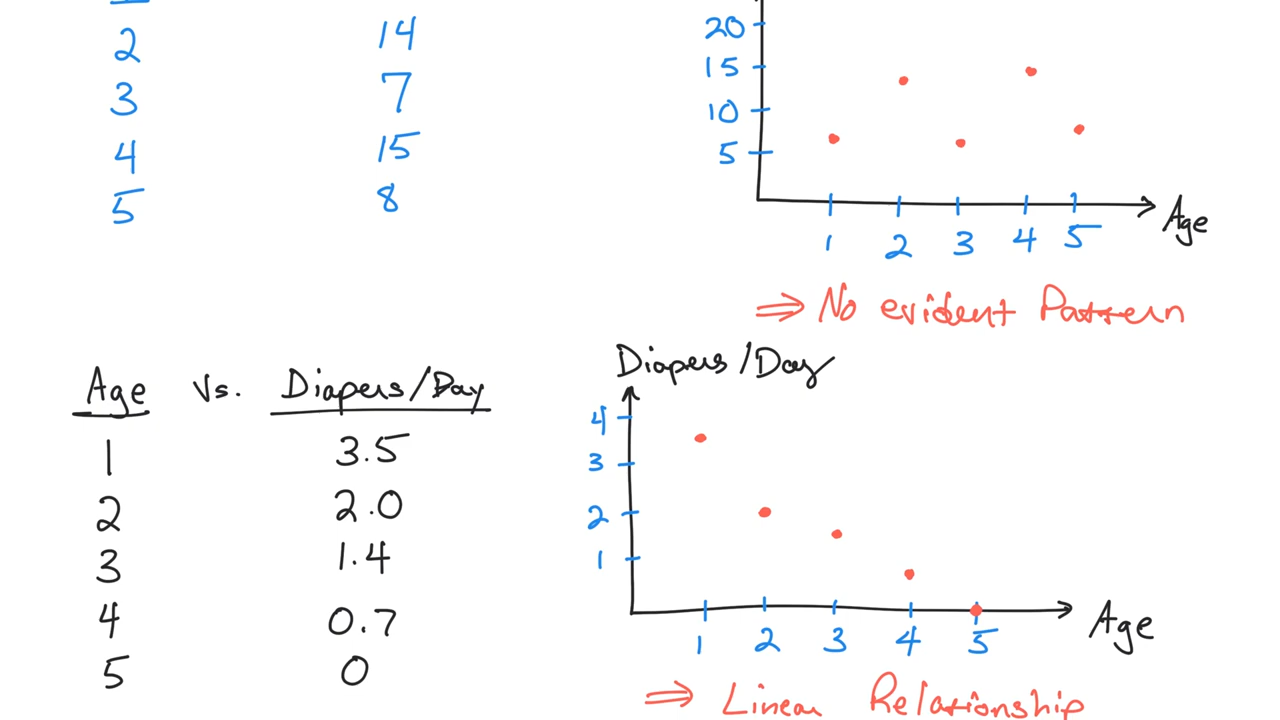 2 14
3 7
4 15
5 8
20
15
10
5
1 2 3 4 5
Age
⇒ No evident Pattern
Age Vs. Diapers/Day
1 3.5
2 2.0
3 1.4
4 0.7
5 0
Diapers/Day
4
3
2
1
1 2 3 4 5
Age
⇒ Linear Relationship